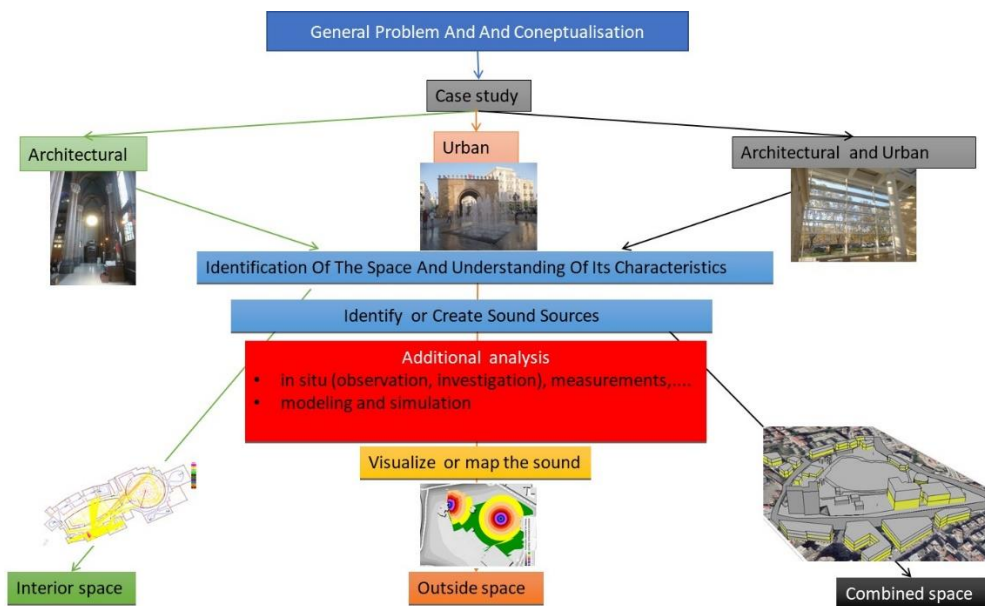 General Problem And And Coneptualisation
Case study
Architectural
Urban
Architectural and Urban
Identification Of The Space And Understanding Of Its Characteristics
Identify or Create Sound Sources
Additional analysis
• in situ (observation, investigation), measurements,....
• modeling and simulation
Visualize or map the sound
Interior space
Outside space
Combined space